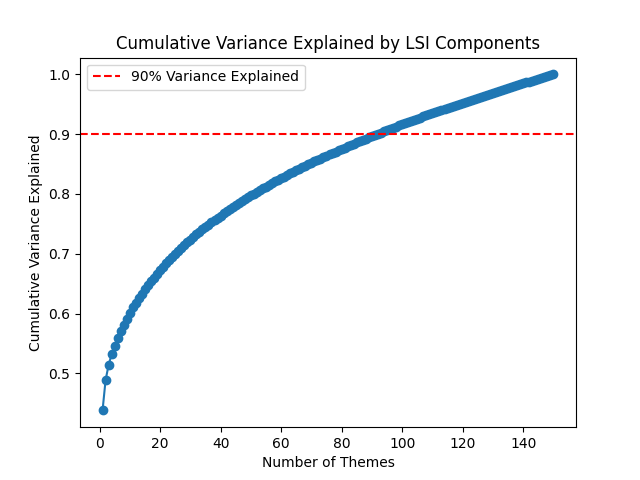 Cumulative Variance Explained by LSI Components
90% Variance Explained
Cumulative Variance Explained
1.0
0.9
0.8
0.7
0.6
0.5
0 20 40 60 80 100 120 140
Number of Themes